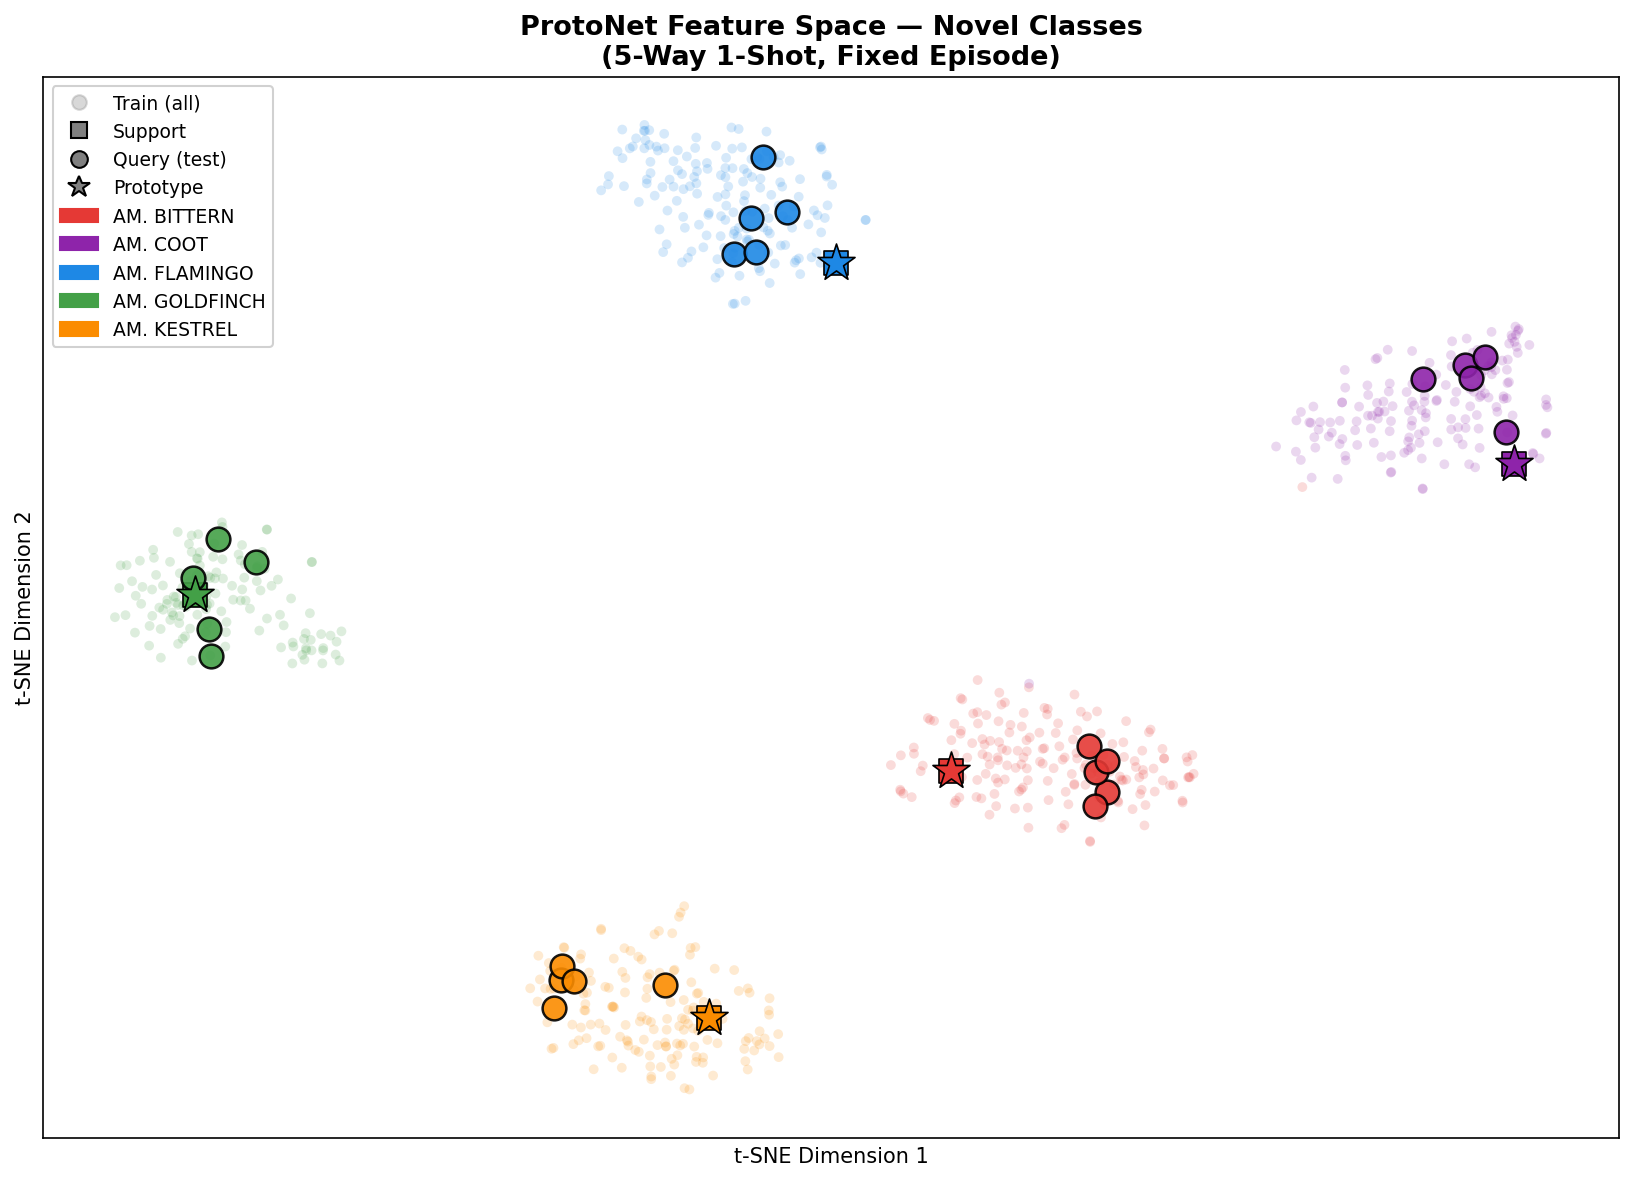 ProtoNet Feature Space — Novel Classes
(5-Way 1-Shot, Fixed Episode)
Train (all)
Support
Query (test)
Prototype
AM. BITTERN
AM. COOT
AM. FLAMINGO
AM. GOLDFINCH
AM. KESTREL
t-SNE Dimension 2
t-SNE Dimension 1